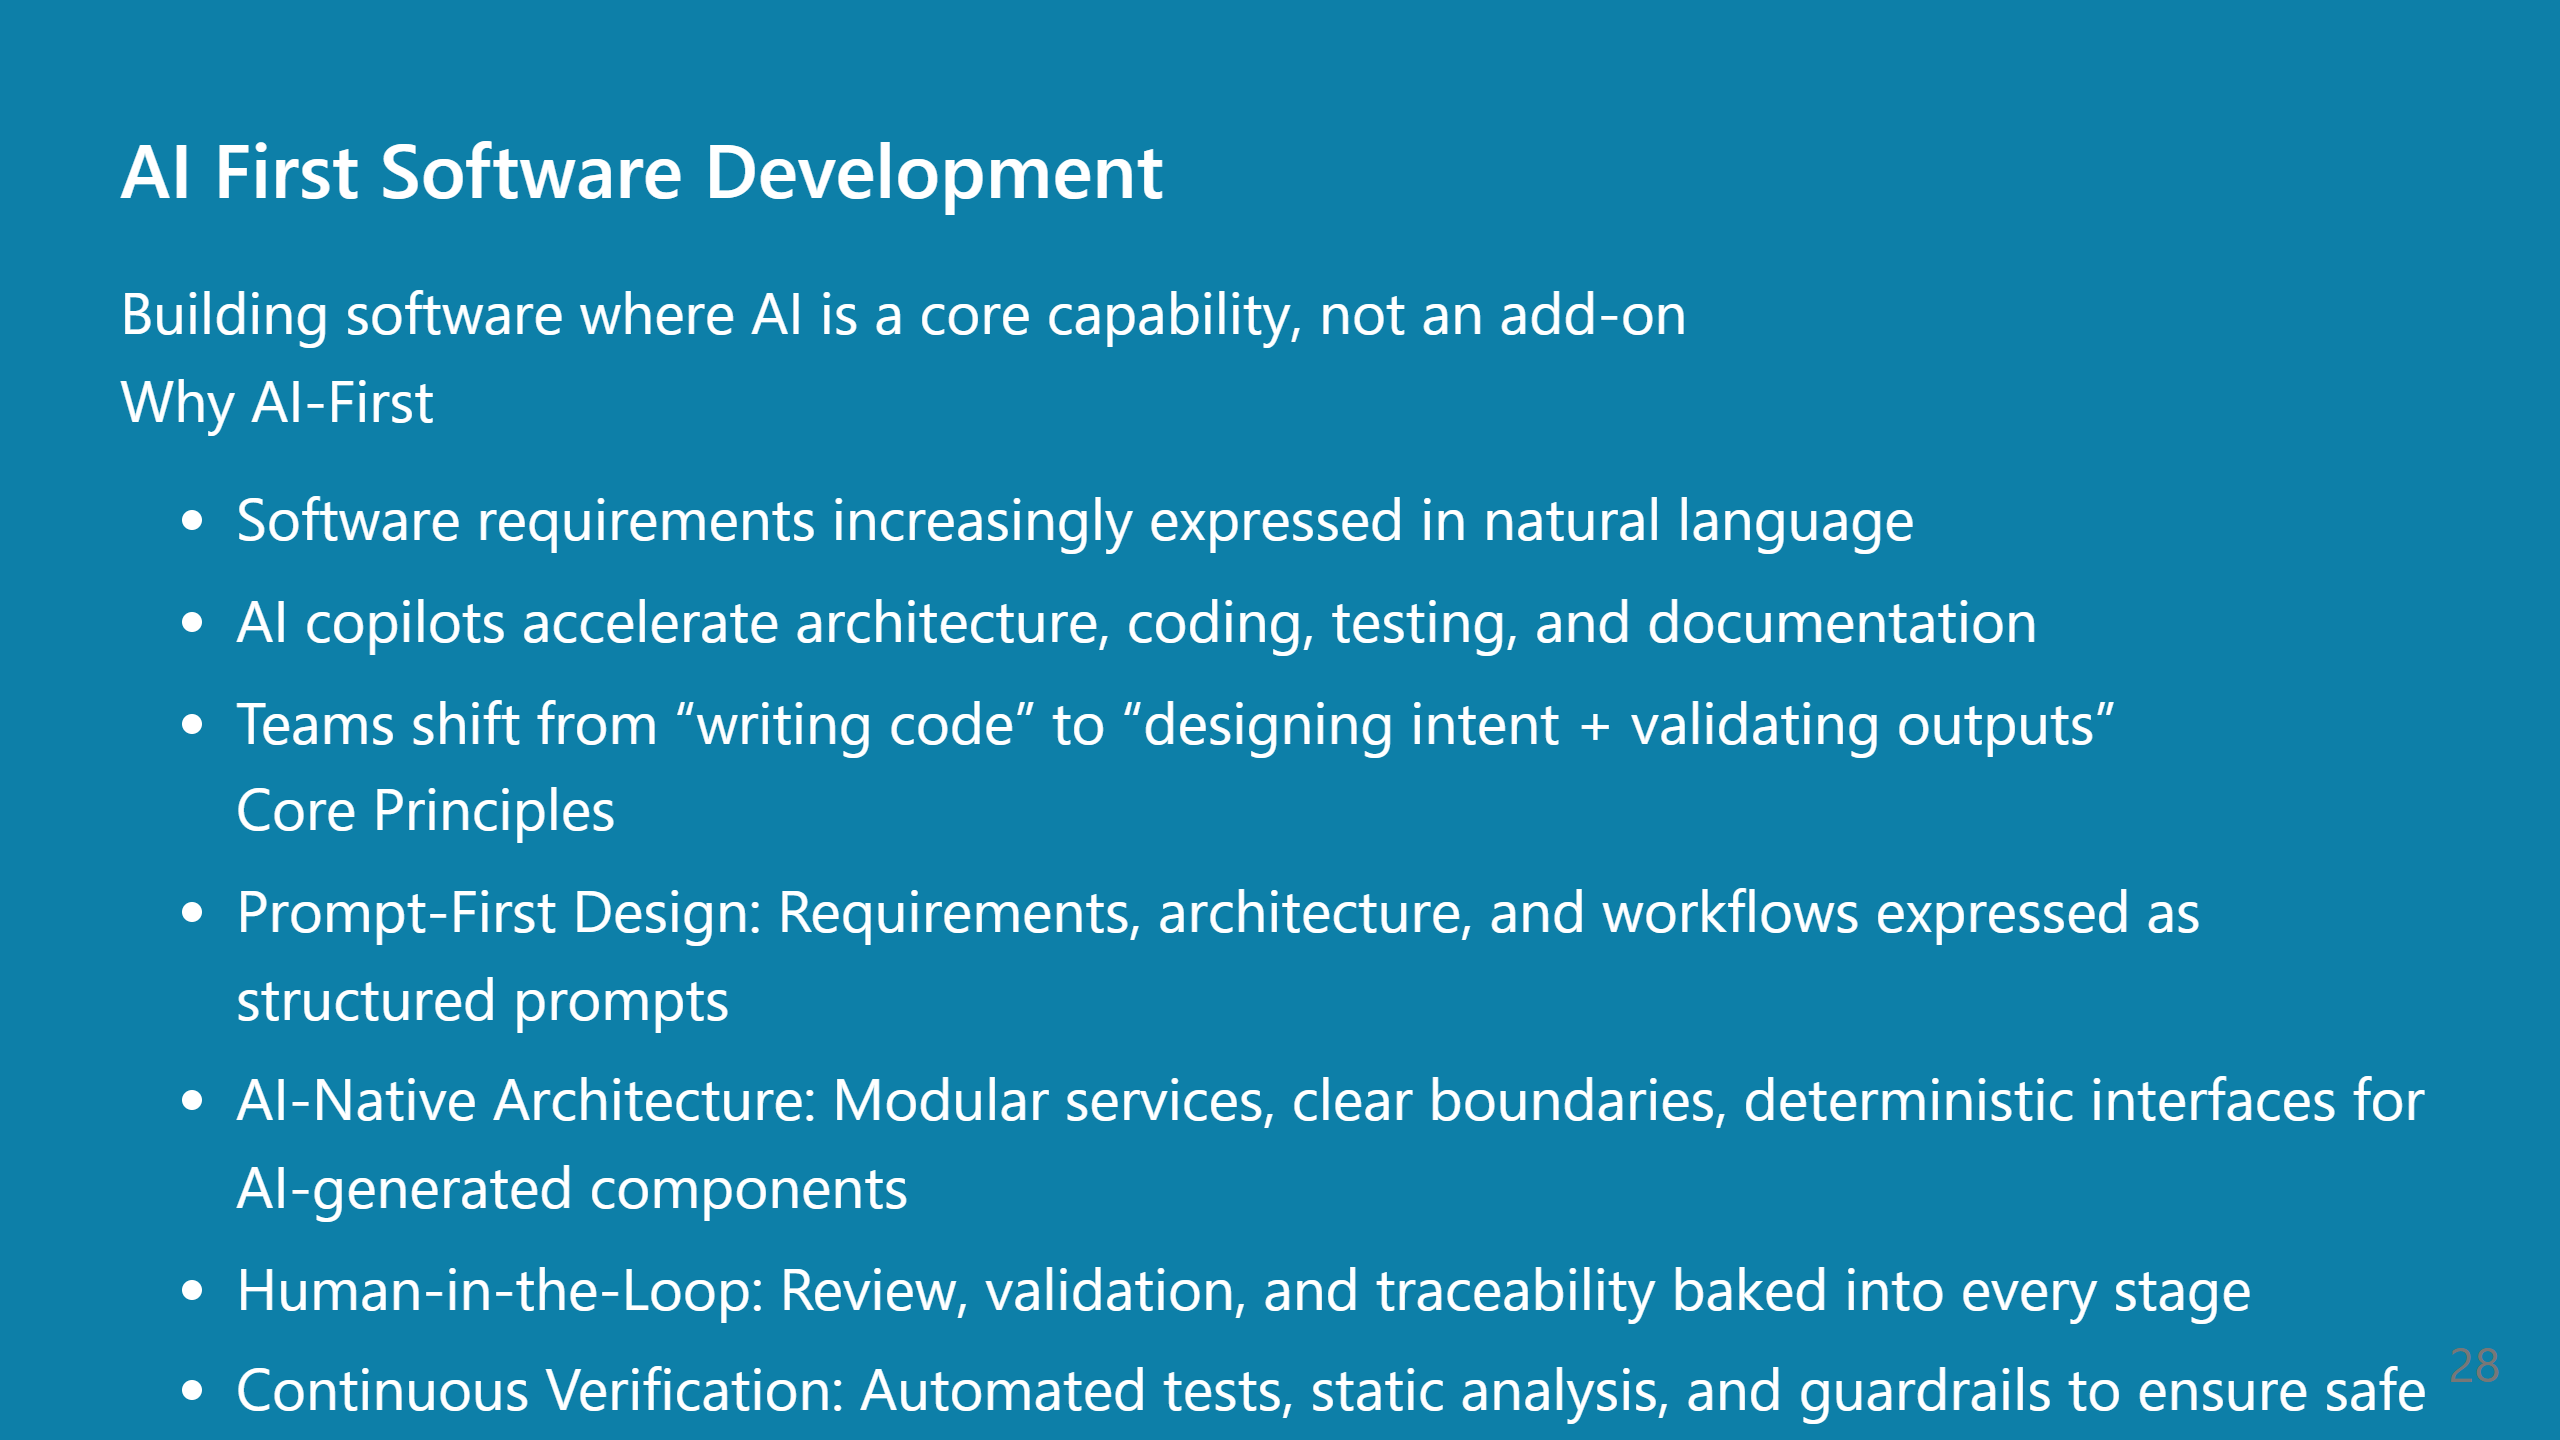 AI First Software Development
Building software where AI is a core capability, not an add-on
Why AI-First
• Software requirements increasingly expressed in natural language
• AI copilots accelerate architecture, coding, testing, and documentation
• Teams shift from “writing code” to “designing intent + validating outputs”
Core Principles
• Prompt-First Design: Requirements, architecture, and workflows expressed as
structured prompts
• AI-Native Architecture: Modular services, clear boundaries, deterministic interfaces for
AI-generated components
• Human-in-the-Loop: Review, validation, and traceability baked into every stage
• Continuous Verification: Automated tests, static analysis, and guardrails to ensure safe
28